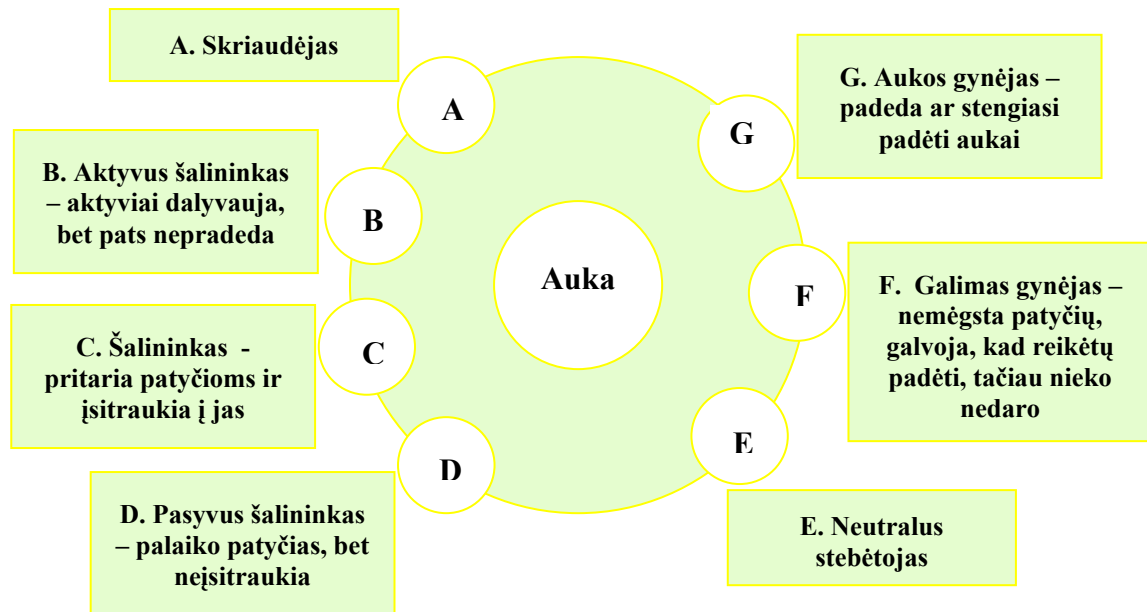 A. Skriaudėjas
A
B. Aktyvus šalininkas
– aktyviai dalyvauja,
bet pats nepradeda
B
C. Šalininkas  -
pritaria patyčioms ir
įsitraukia į jas
C
D. Pasyvus šalininkas
– palaiko patyčias, bet
neįsitraukia
D
Auka
G
G. Aukos gynėjas –
padeda ar stengiasi
padėti aukai
F
F.  Galimas gynėjas –
nemėgsta patyčių,
galvoja, kad reikėtų
padėti, tačiau nieko
nedaro
E
E. Neutralus
stebėtojas